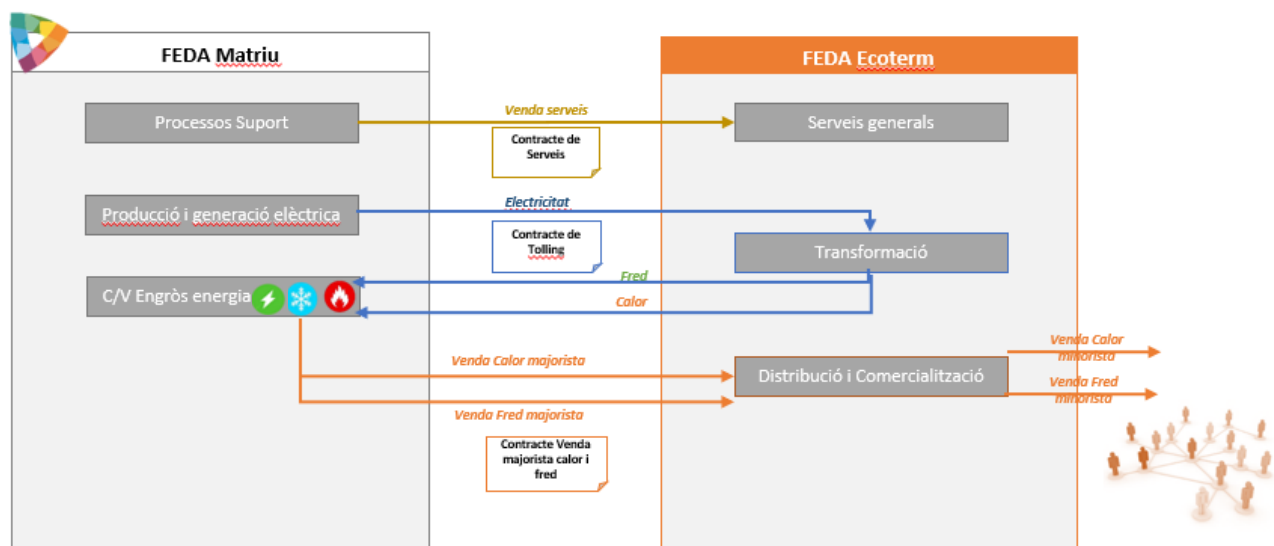 FEDA Matriu
FEDA Ecoterm
Processos Suport
Venda serveis
Serveis generals
Contracte de
Serveis
Producció i generació elèctrica
Electricitat
Contracte de
Tolling
Transformació
Fred
C/V Engròs energia
Calor
Venda Calor majorista
Distribució i Comercialització
Venda Calor
minorista
Venda Fred
minorista
Venda Fred majorista
Contracte Venda
majorista calor i
fred